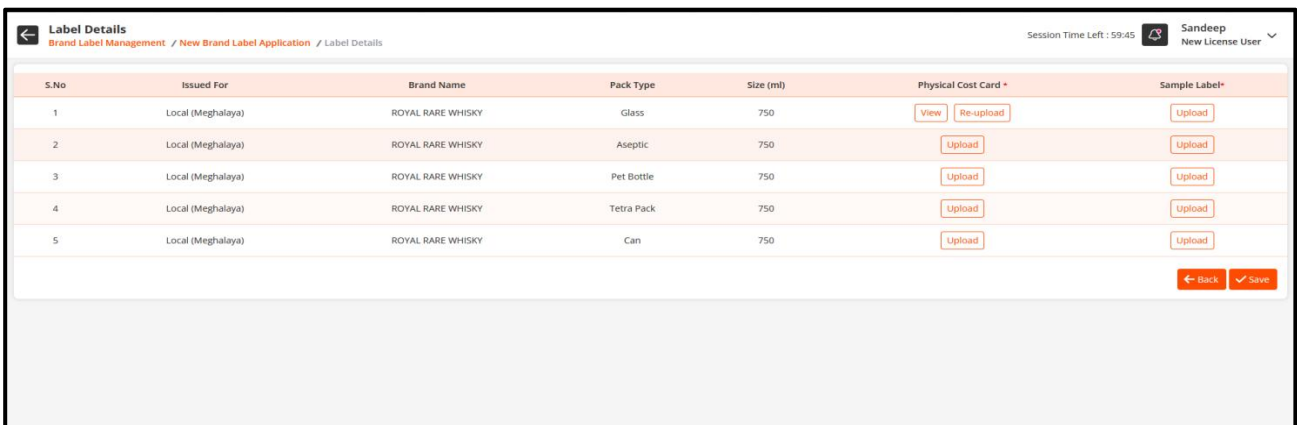 Label Details
Brand Label Management / New Brand Label Application / Label Details
Session Time Left : 59:45
Sandeep
New License User
S.No Issued For Brand Name Pack Type Size (ml) Physical Cost Card * Sample Label*
1 Local (Meghalaya) ROYAL RARE WHISKY Glass 750 View Re-upload Upload
2 Local (Meghalaya) ROYAL RARE WHISKY Aseptic 750 Upload Upload
3 Local (Meghalaya) ROYAL RARE WHISKY Pet Bottle 750 Upload Upload
4 Local (Meghalaya) ROYAL RARE WHISKY Tetra Pack 750 Upload Upload
5 Local (Meghalaya) ROYAL RARE WHISKY Can 750 Upload Upload
Back Save